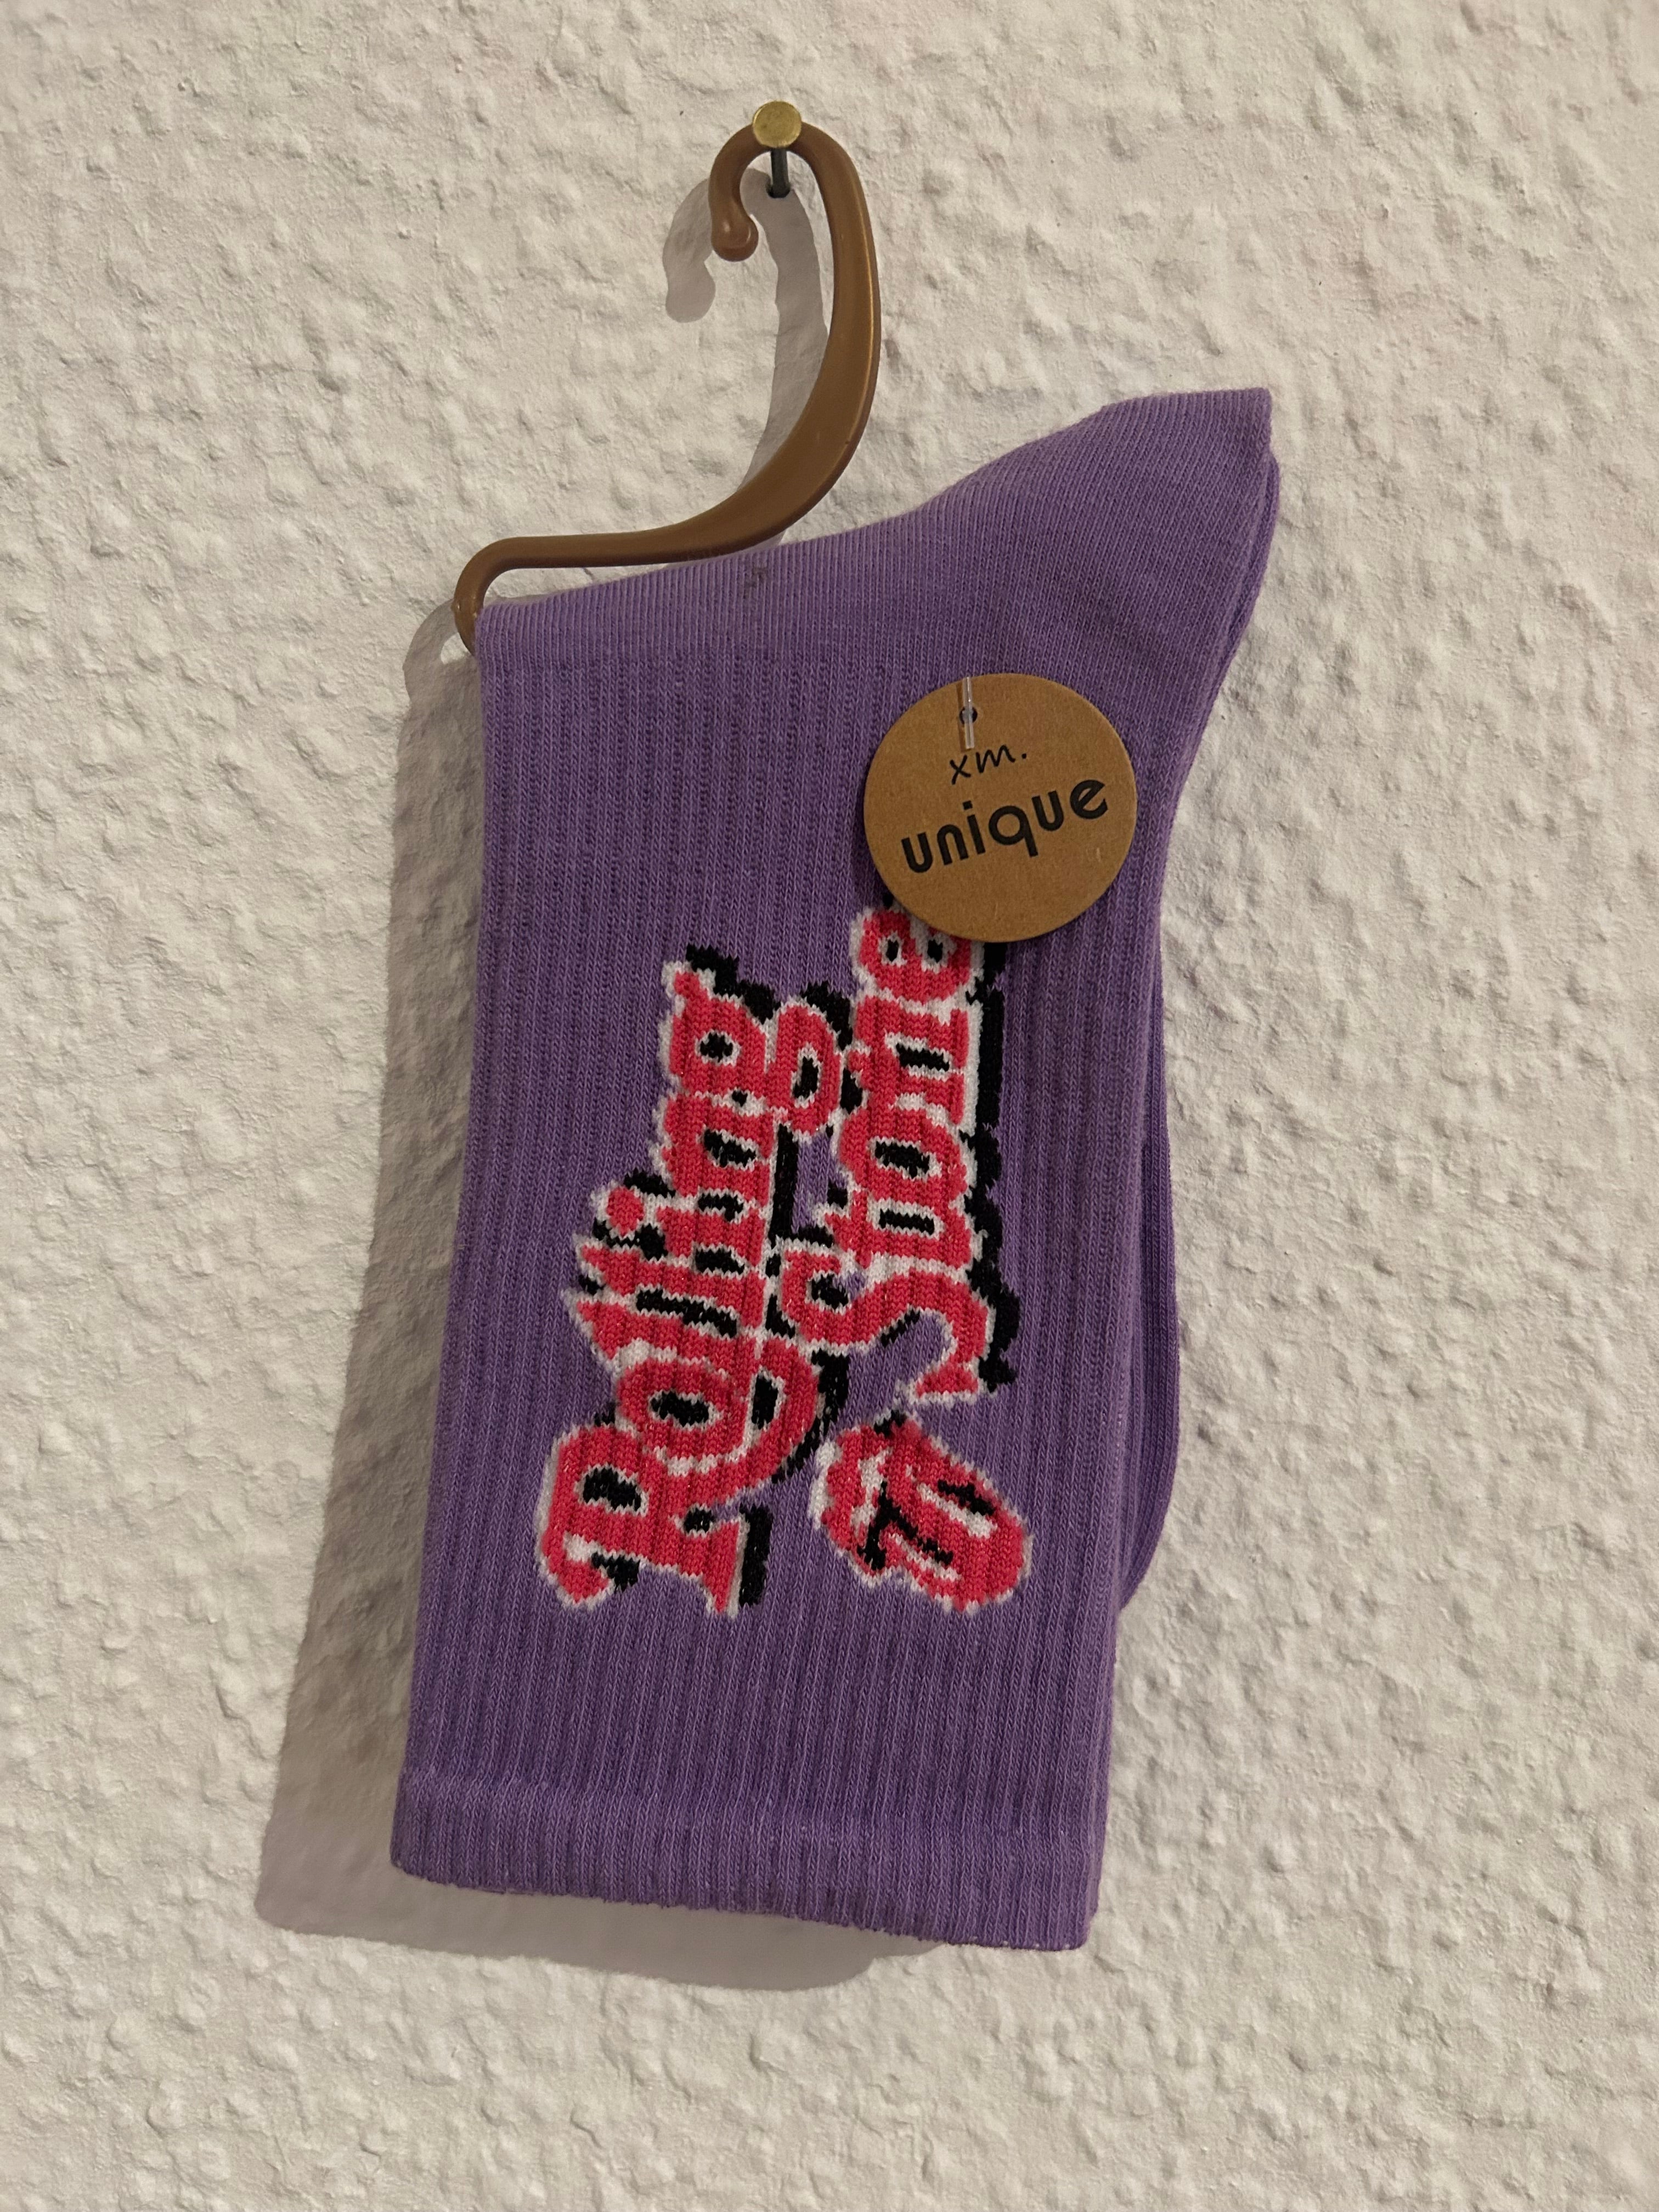 xm.
unique
Rolling
Stone